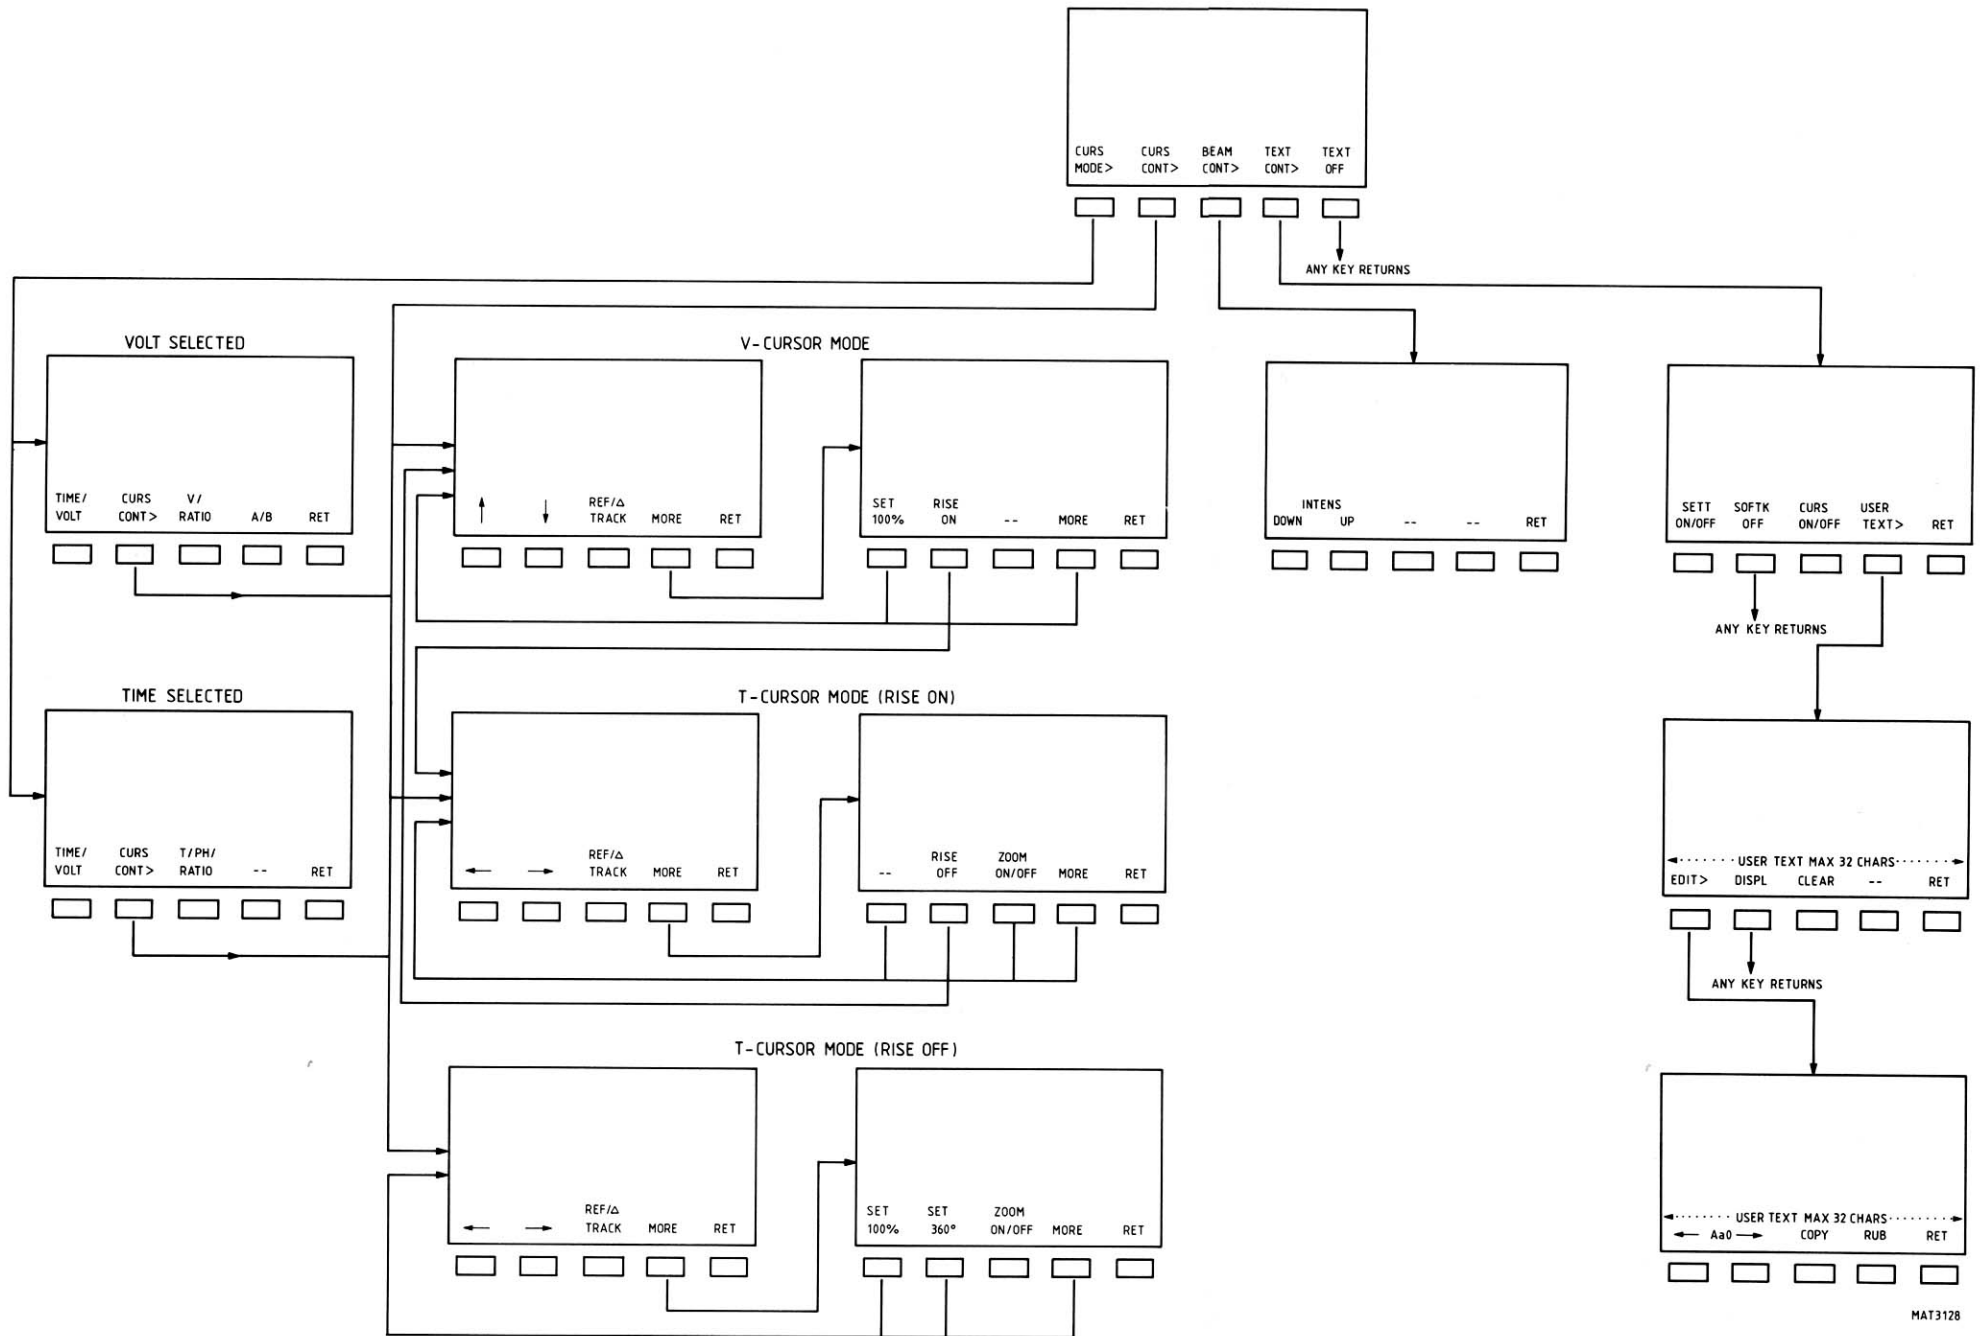 CURS CURS BEAM TEXT TEXT
MODE> CONT> CONT> CONT> OFF
ANY KEY RETURNS
VOLT SELECTED
TIME/ CURS V/
VOLT CONT> RATIO A/B RET
V-CURSOR MODE
REF/△
↑ ↓ TRACK MORE RET
SET RISE
100% ON -- MORE RET
INTENS
DOWN UP -- -- RET
SETT SOFTK CURS USER
ON/OFF OFF ON/OFF TEXT> RET
ANY KEY RETURNS
TIME SELECTED
TIME/ CURS T/PH/
VOLT CONT> RATIO -- RET
T-CURSOR MODE (RISE ON)
REF/△
← → TRACK MORE RET
RISE ZOOM
-- OFF ON/OFF MORE RET
USER TEXT MAX 32 CHARS
EDIT> DISPL CLEAR -- RET
ANY KEY RETURNS
T-CURSOR MODE (RISE OFF)
REF/△
← → TRACK MORE RET
SET SET ZOOM
100% 360° ON/OFF MORE RET
USER TEXT MAX 32 CHARS
← Aa0 → COPY RUB RET
MAT3128